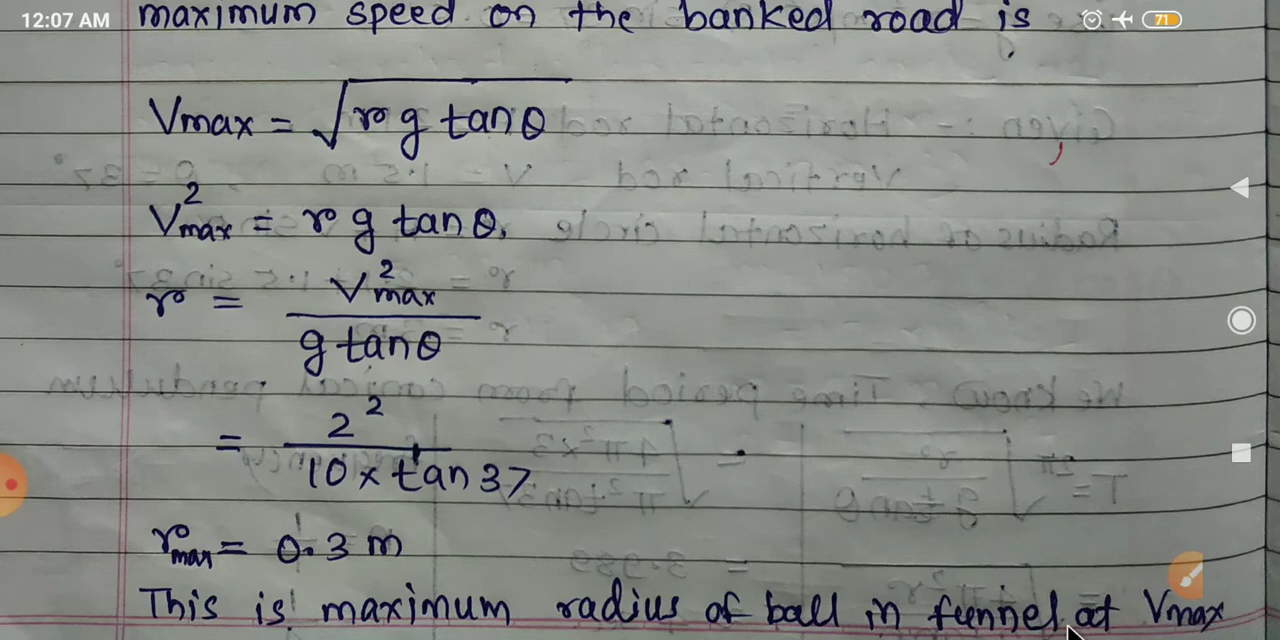 12:07 AM 71
maximum speed on the banked road is
Vmax = √r g tanθ
V²max = r g tanθ,
r = V²max / g tanθ
= 2² / 10 × tan 37
rmax = 0.3 m
This is maximum radius of ball in funnel at Vmax